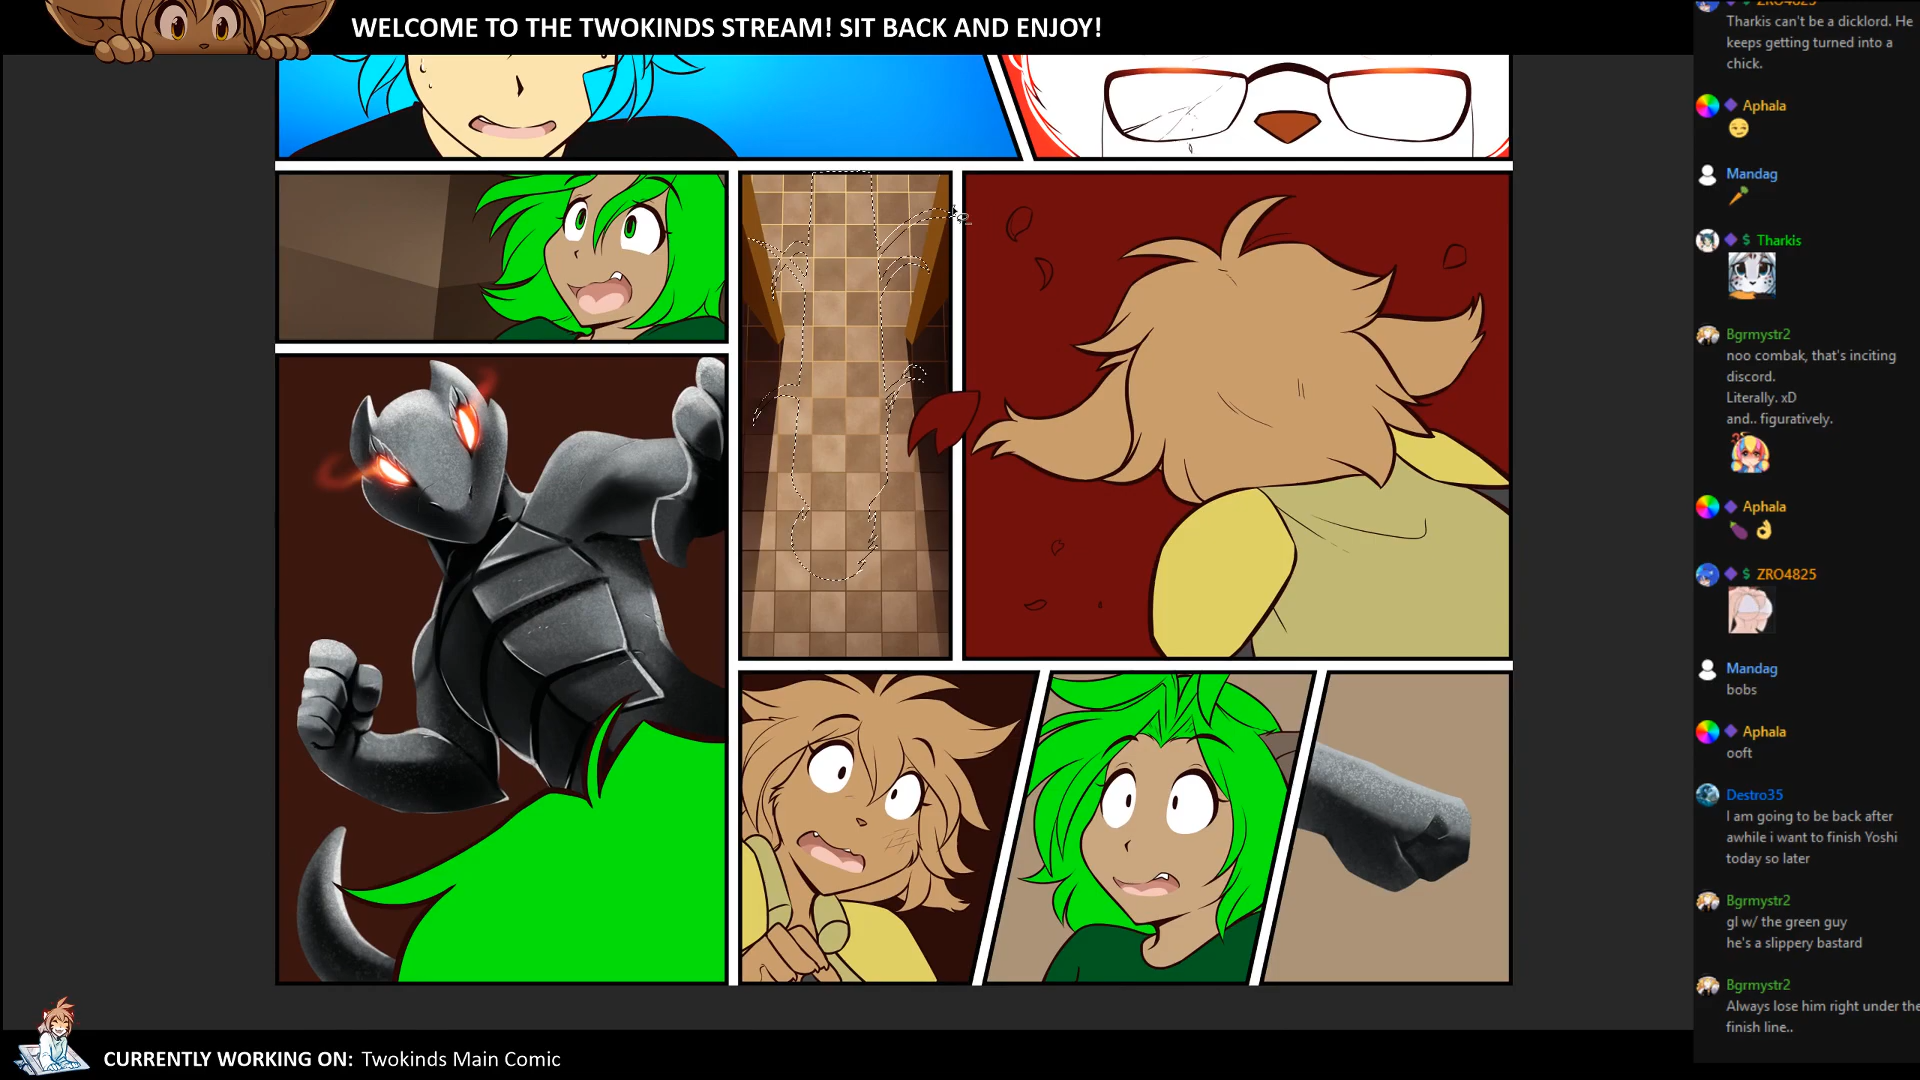 WELCOME TO THE TWOKINDS STREAM! SIT BACK AND ENJOY!
$ ZRO4825
Tharkis can't be a dicklord. He
keeps getting turned into a
chick.
Aphala
Mandag
$ Tharkis
Bgrmystr2
noo combak, that's inciting
discord.
Literally. xD
and.. figuratively.
Aphala
$ ZRO4825
Mandag
bobs
Aphala
ooft
Destro35
I am going to be back after
awhile i want to finish Yoshi
today so later
Bgrmystr2
gl w/ the green guy
he's a slippery bastard
Bgrmystr2
Always lose him right under the
finish line..
CURRENTLY WORKING ON: Twokinds Main Comic